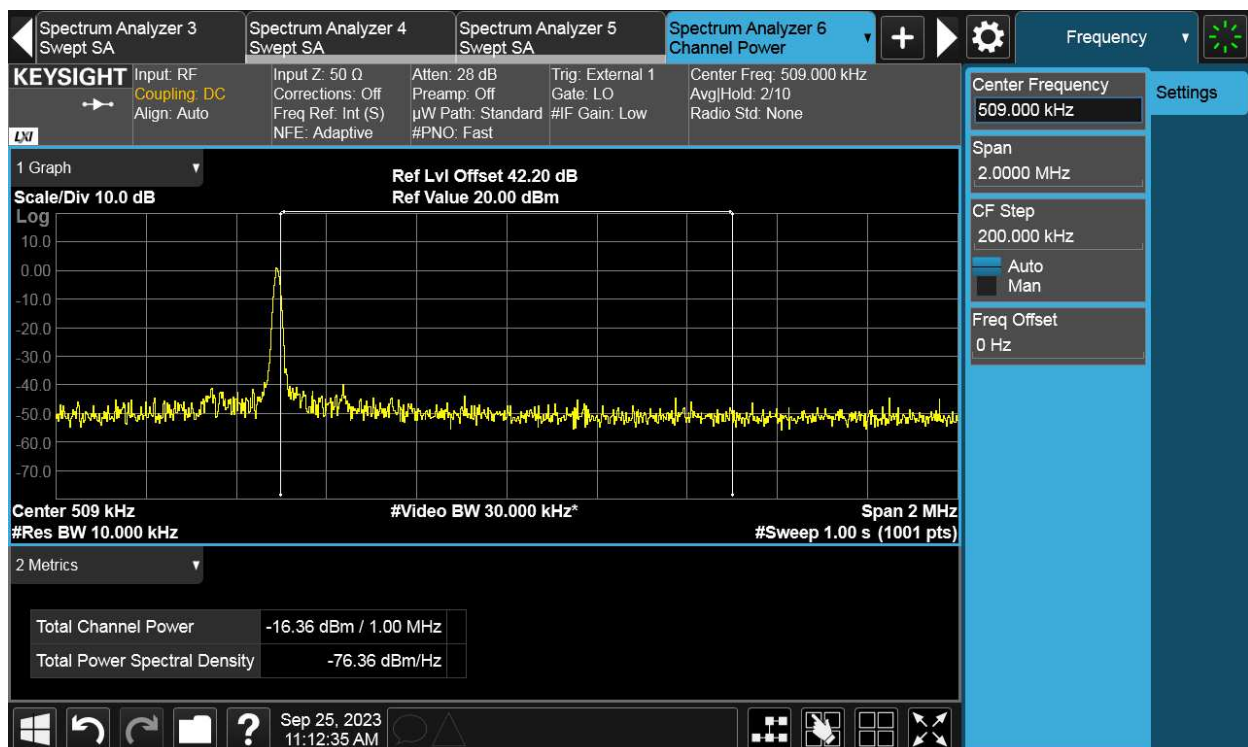 Spectrum Analyzer 3
Swept SA
Spectrum Analyzer 4
Swept SA
Spectrum Analyzer 5
Swept SA
Spectrum Analyzer 6
Channel Power
+
Frequency
KEYSIGHT
LXI
Input: RF
Coupling: DC
Align: Auto
Input Z: 50 Ω
Corrections: Off
Freq Ref: Int (S)
NFE: Adaptive
Atten: 28 dB
Preamp: Off
µW Path: Standard
#PNO: Fast
Trig: External 1
Gate: LO
#IF Gain: Low
Center Freq: 509.000 kHz
Avg|Hold: 2/10
Radio Std: None
1 Graph
Scale/Div 10.0 dB
Ref Lvl Offset 42.20 dB
Ref Value 20.00 dBm
Log
10.0
0.00
-10.0
-20.0
-30.0
-40.0
-50.0
-60.0
-70.0
Center 509 kHz
#Video BW 30.000 kHz*
Span 2 MHz
#Res BW 10.000 kHz
#Sweep 1.00 s (1001 pts)
2 Metrics
Total Channel Power -16.36 dBm / 1.00 MHz
Total Power Spectral Density -76.36 dBm/Hz
Center Frequency
509.000 kHz
Settings
Span
2.0000 MHz
CF Step
200.000 kHz
Auto
Man
Freq Offset
0 Hz
?
Sep 25, 2023
11:12:35 AM